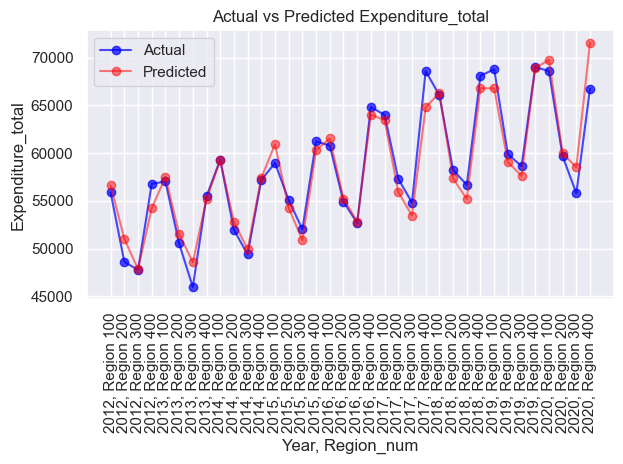 Actual vs Predicted Expenditure_total
Actual
Predicted
70000
65000
60000
55000
50000
45000
Expenditure_total
2012, Region 100
2012, Region 200
2012, Region 300
2012, Region 400
2013, Region 100
2013, Region 200
2013, Region 300
2013, Region 400
2014, Region 100
2014, Region 200
2014, Region 300
2014, Region 400
2015, Region 100
2015, Region 200
2015, Region 300
2015, Region 400
2016, Region 100
2016, Region 200
2016, Region 300
2016, Region 400
2017, Region 100
2017, Region 200
2017, Region 300
2017, Region 400
2018, Region 100
2018, Region 200
2018, Region 300
2018, Region 400
2019, Region 100
2019, Region 200
2019, Region 300
2019, Region 400
2020, Region 100
2020, Region 200
2020, Region 300
2020, Region 400
Year, Region_num